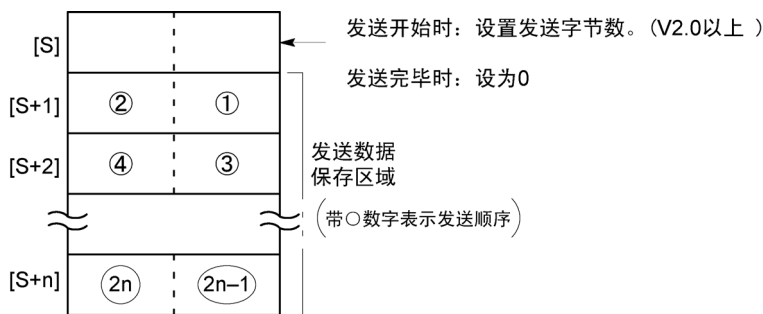 发送开始时：设置发送字节数。（V2.0以上 ）
[S]
发送完毕时：设为0
[S+1] ② ①
[S+2] ④ ③
发送数据
保存区域
（带○数字表示发送顺序）
[S+n] 2n 2n–1